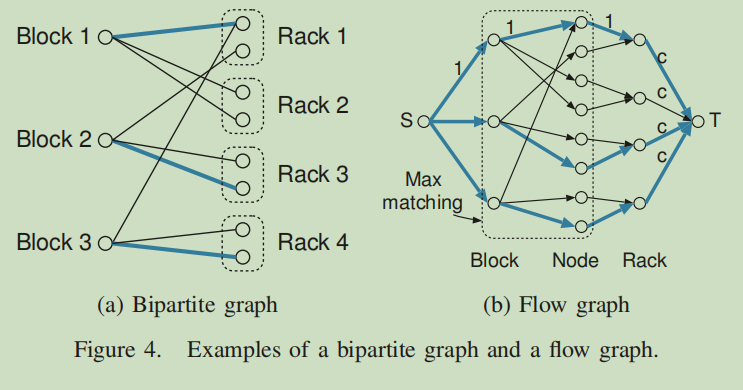 Block 1
Rack 1
Rack 2
Block 2
Rack 3
Block 3
Rack 4
(a) Bipartite graph
1
1
1
c
c
c
c
S
T
Max
matching
Block Node Rack
(b) Flow graph
Figure 4. Examples of a bipartite graph and a flow graph.